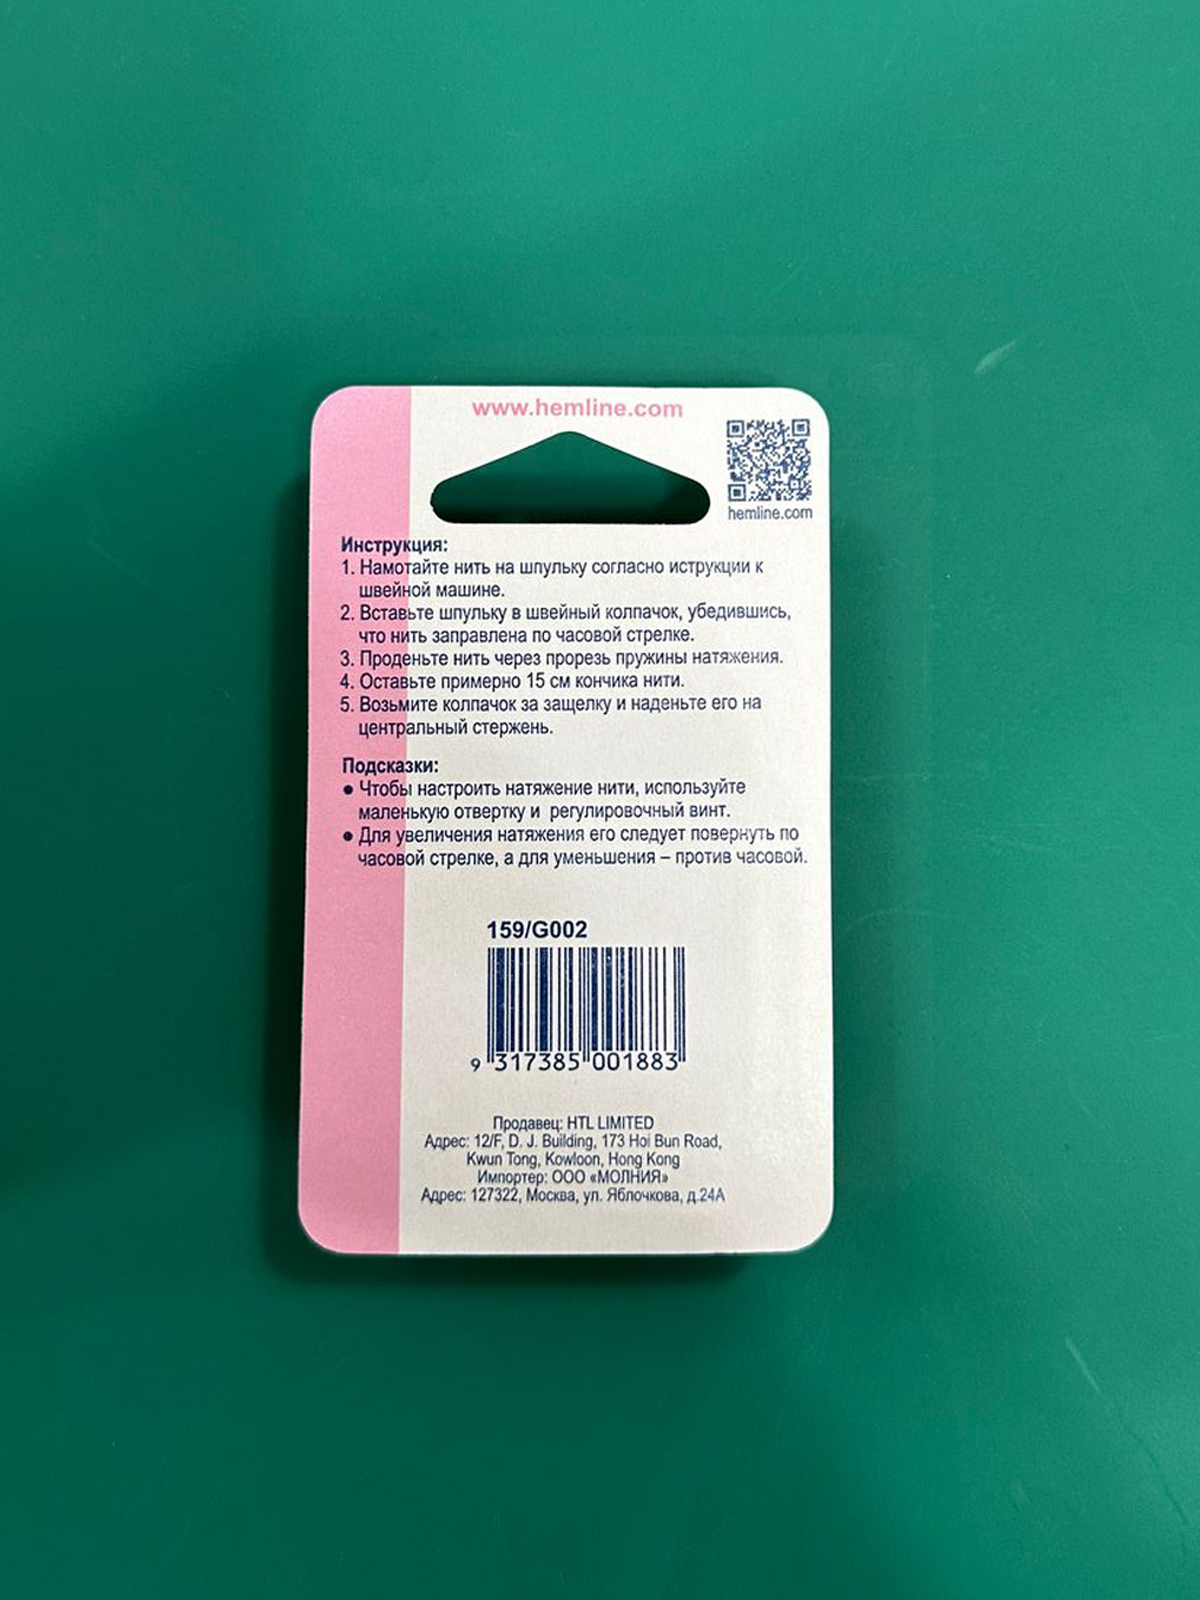 www.hemline.com
hemline.com
Инструкция:
1. Намотайте нить на шпульку согласно иструкции к
швейной машине.
2. Вставьте шпульку в швейный колпачок, убедившись,
что нить заправлена по часовой стрелке.
3. Проденьте нить через прорезь пружины натяжения.
4. Оставьте примерно 15 см кончика нити.
5. Возьмите колпачок за защелку и наденьте его на
центральный стержень.
Подсказки:
● Чтобы настроить натяжение нити, используйте
маленькую отвертку и регулировочный винт.
● Для увеличения натяжения его следует повернуть по
часовой стрелке, а для уменьшения – против часовой.
159/G002
9 317385 001883
Продавец: HTL LIMITED
Адрес: 12/F, D. J. Building, 173 Hoi Bun Road,
Kwun Tong, Kowloon, Hong Kong
Импортер: ООО «МОЛНИЯ»
Адрес: 127322, Москва, ул. Яблочкова, д.24А